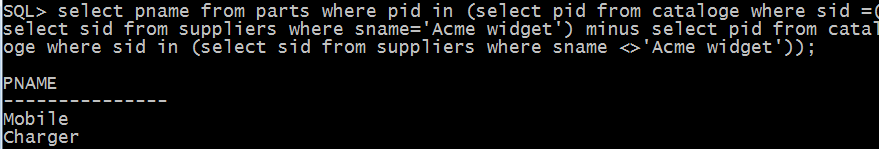 SQL> select pname from parts where pid in (select pid from cataloge where sid =(
select sid from suppliers where sname='Acme widget') minus select pid from catal
oge where sid in (select sid from suppliers where sname <>'Acme widget'));
PNAME
---------------
Mobile
Charger